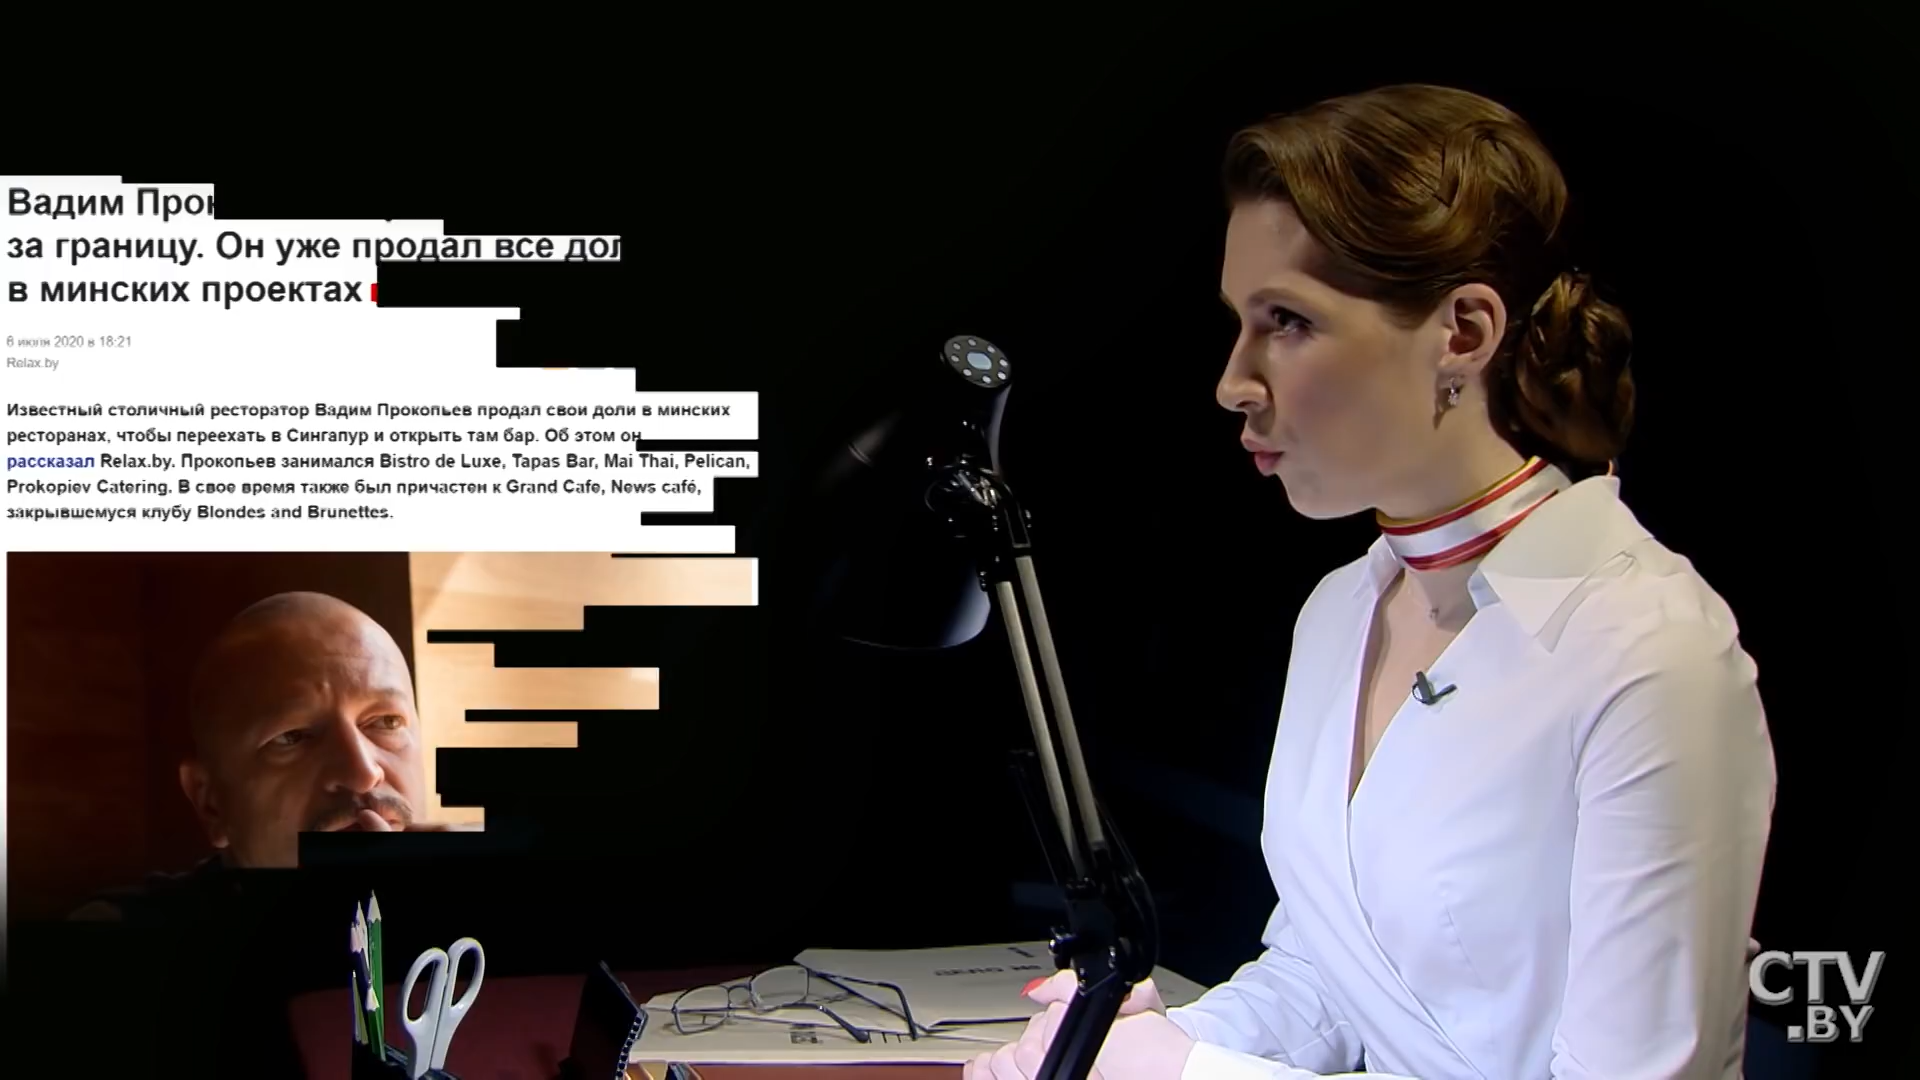 Вадим Прок
за границу. Он уже продал все дол
в минских проектах
6 июля 2020 в 18:21
Relax.by
Известный столичный ресторатор Вадим Прокопьев продал свои доли в минских
ресторанах, чтобы переехать в Сингапур и открыть там бар. Об этом он
рассказал Relax.by. Прокопьев занимался Bistro de Luxe, Tapas Bar, Mai Thai, Pelican,
Prokopiev Catering. В свое время также был причастен к Grand Cafe, News café,
закрывшемуся клубу Blondes and Brunettes.
CTV
.BY